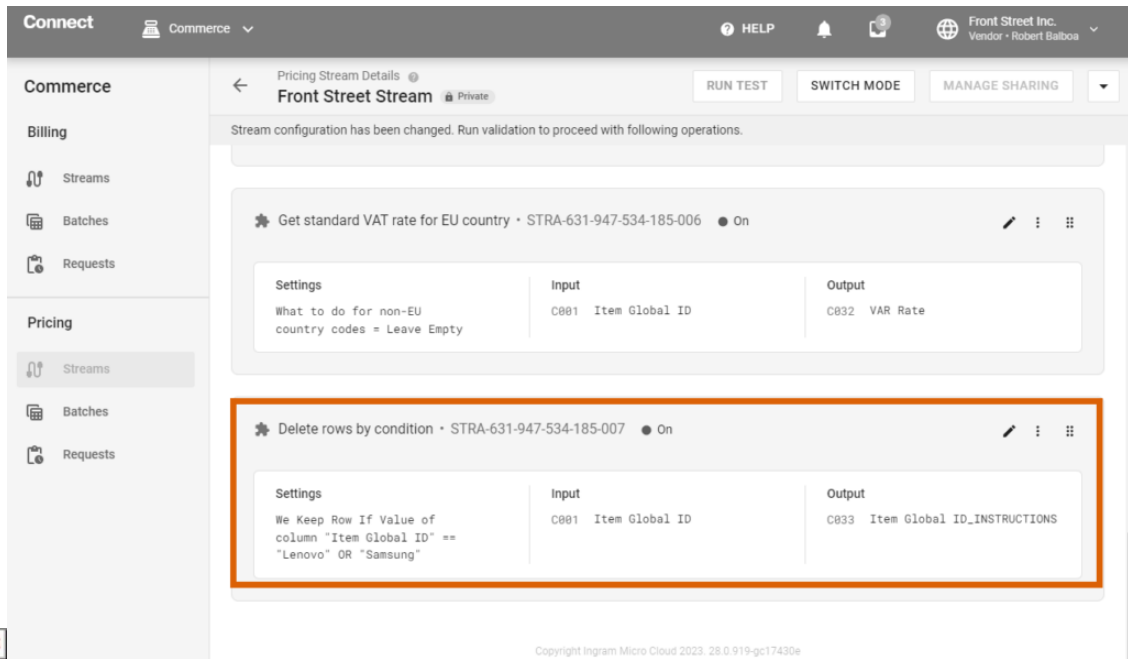 Connect
Commerce
HELP
3
Front Street Inc.
Vendor • Robert Balboa
Commerce
Billing
Streams
Batches
Requests
Pricing
Streams
Batches
Requests
Pricing Stream Details
Front Street Stream Private
RUN TEST
SWITCH MODE
MANAGE SHARING
Stream configuration has been changed. Run validation to proceed with following operations.
Get standard VAT rate for EU country • STRA-631-947-534-185-006 On
Settings
What to do for non-EU
country codes = Leave Empty
Input
C001 Item Global ID
Output
C032 VAR Rate
Delete rows by condition • STRA-631-947-534-185-007 On
Settings
We Keep Row If Value of
column "Item Global ID" ==
"Lenovo" OR "Samsung"
Input
C001 Item Global ID
Output
C033 Item Global ID_INSTRUCTIONS
Copyright Ingram Micro Cloud 2023. 28.0.919-gc17430e